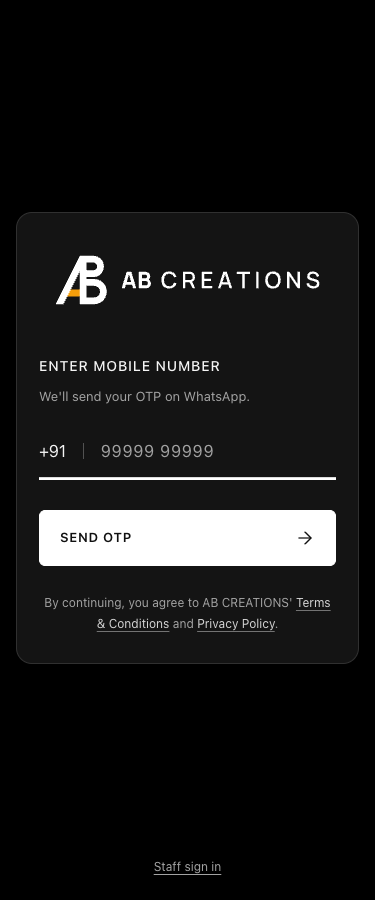 AB CREATIONS
ENTER MOBILE NUMBER
We'll send your OTP on WhatsApp.
+91 99999 99999
SEND OTP
By continuing, you agree to AB CREATIONS' Terms
& Conditions and Privacy Policy.
Staff sign in